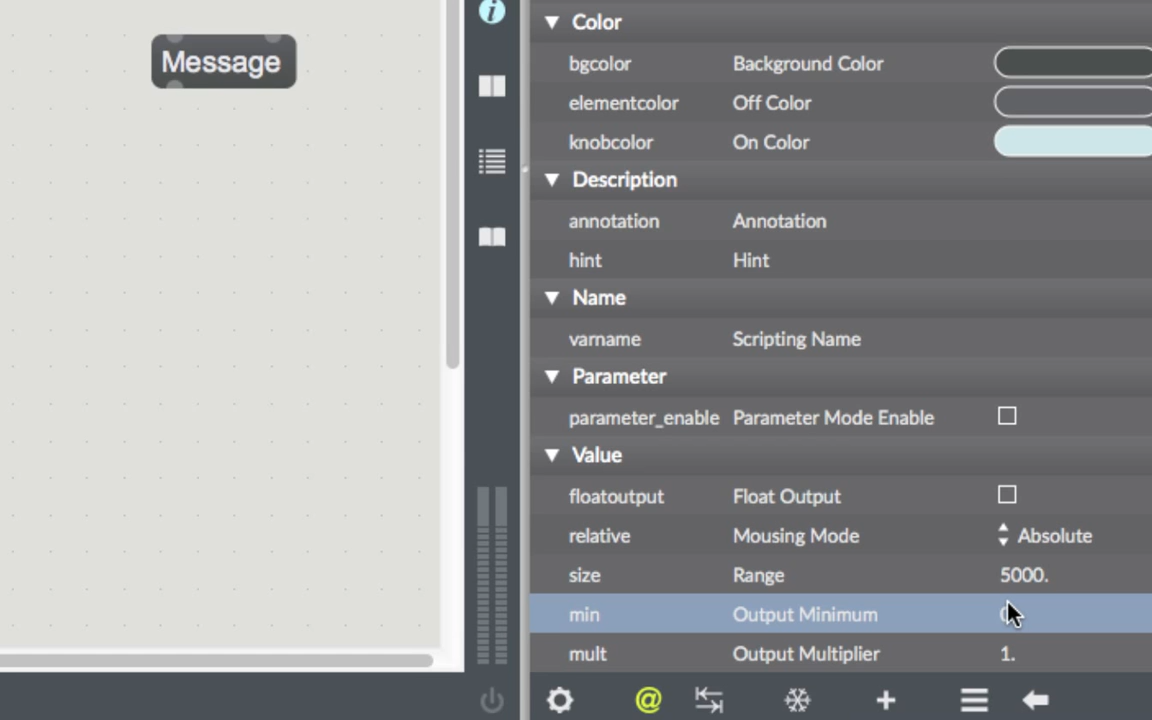 Message
Color
bgcolor Background Color
elementcolor Off Color
knobcolor On Color
Description
annotation Annotation
hint Hint
Name
varname Scripting Name
Parameter
parameter_enable Parameter Mode Enable
Value
floatoutput Float Output
relative Mousing Mode Absolute
size Range 5000.
min Output Minimum
mult Output Multiplier 1.